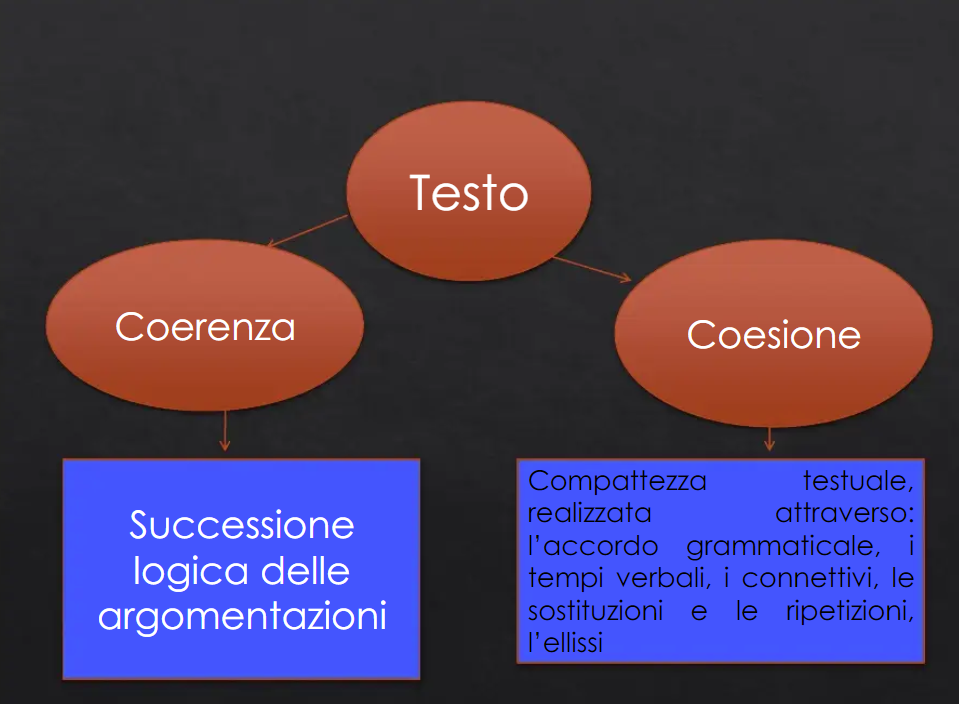 Testo
Coerenza
Coesione
Successione
logica delle
argomentazioni
Compattezza testuale,
realizzata attraverso:
l'accordo grammaticale, i
tempi verbali, i connettivi, le
sostituzioni e le ripetizioni,
l'ellissi